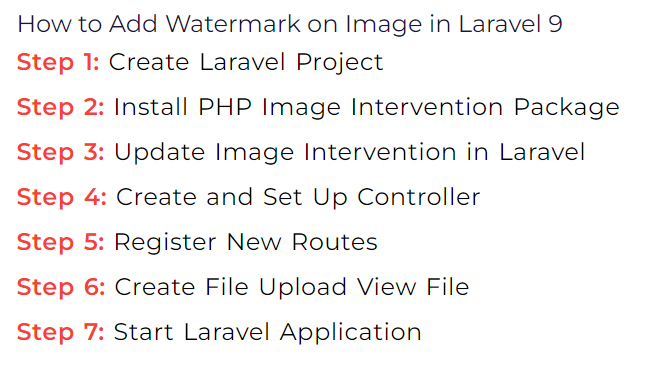 How to Add Watermark on Image in Laravel 9
Step 1: Create Laravel Project
Step 2: Install PHP Image Intervention Package
Step 3: Update Image Intervention in Laravel
Step 4: Create and Set Up Controller
Step 5: Register New Routes
Step 6: Create File Upload View File
Step 7: Start Laravel Application